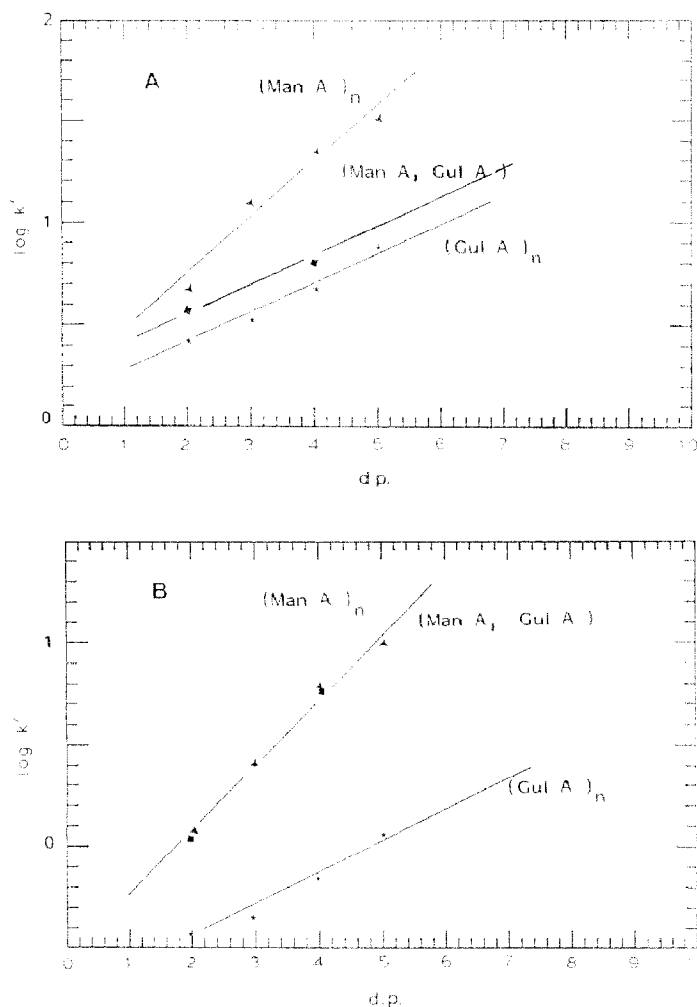 2
A
(Man A )n
(Man A, Gul A )
1
(Gul A )n
log k'
0
0 1 2 3 4 5 6 7 8 9 10
d.p.
B
(Man A )n
(Man A, Gul A )
1
log k'
(Gul A )n
0
0 1 2 3 4 5 6 7 8 9
d.p.